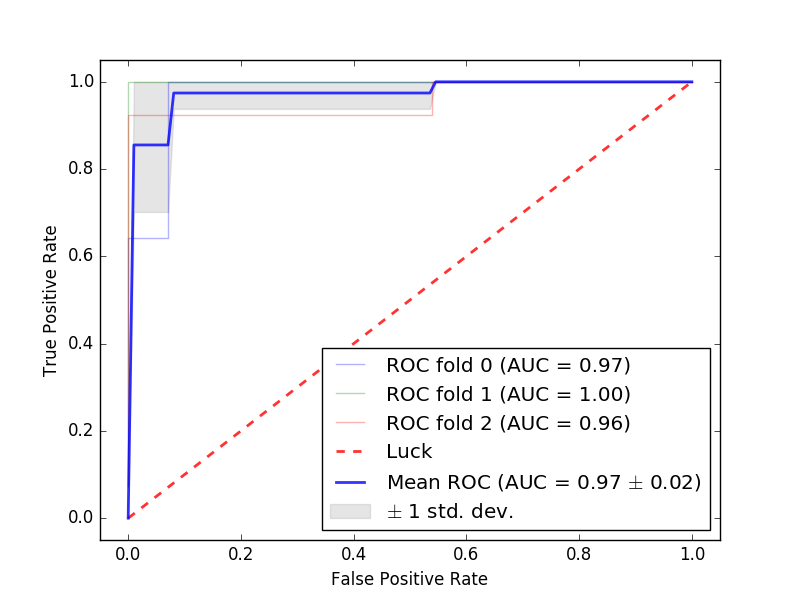 1.0
0.8
0.6
0.4
0.2
0.0
True Positive Rate
ROC fold 0 (AUC = 0.97)
ROC fold 1 (AUC = 1.00)
ROC fold 2 (AUC = 0.96)
Luck
Mean ROC (AUC = 0.97 ± 0.02)
± 1 std. dev.
0.0 0.2 0.4 0.6 0.8 1.0
False Positive Rate